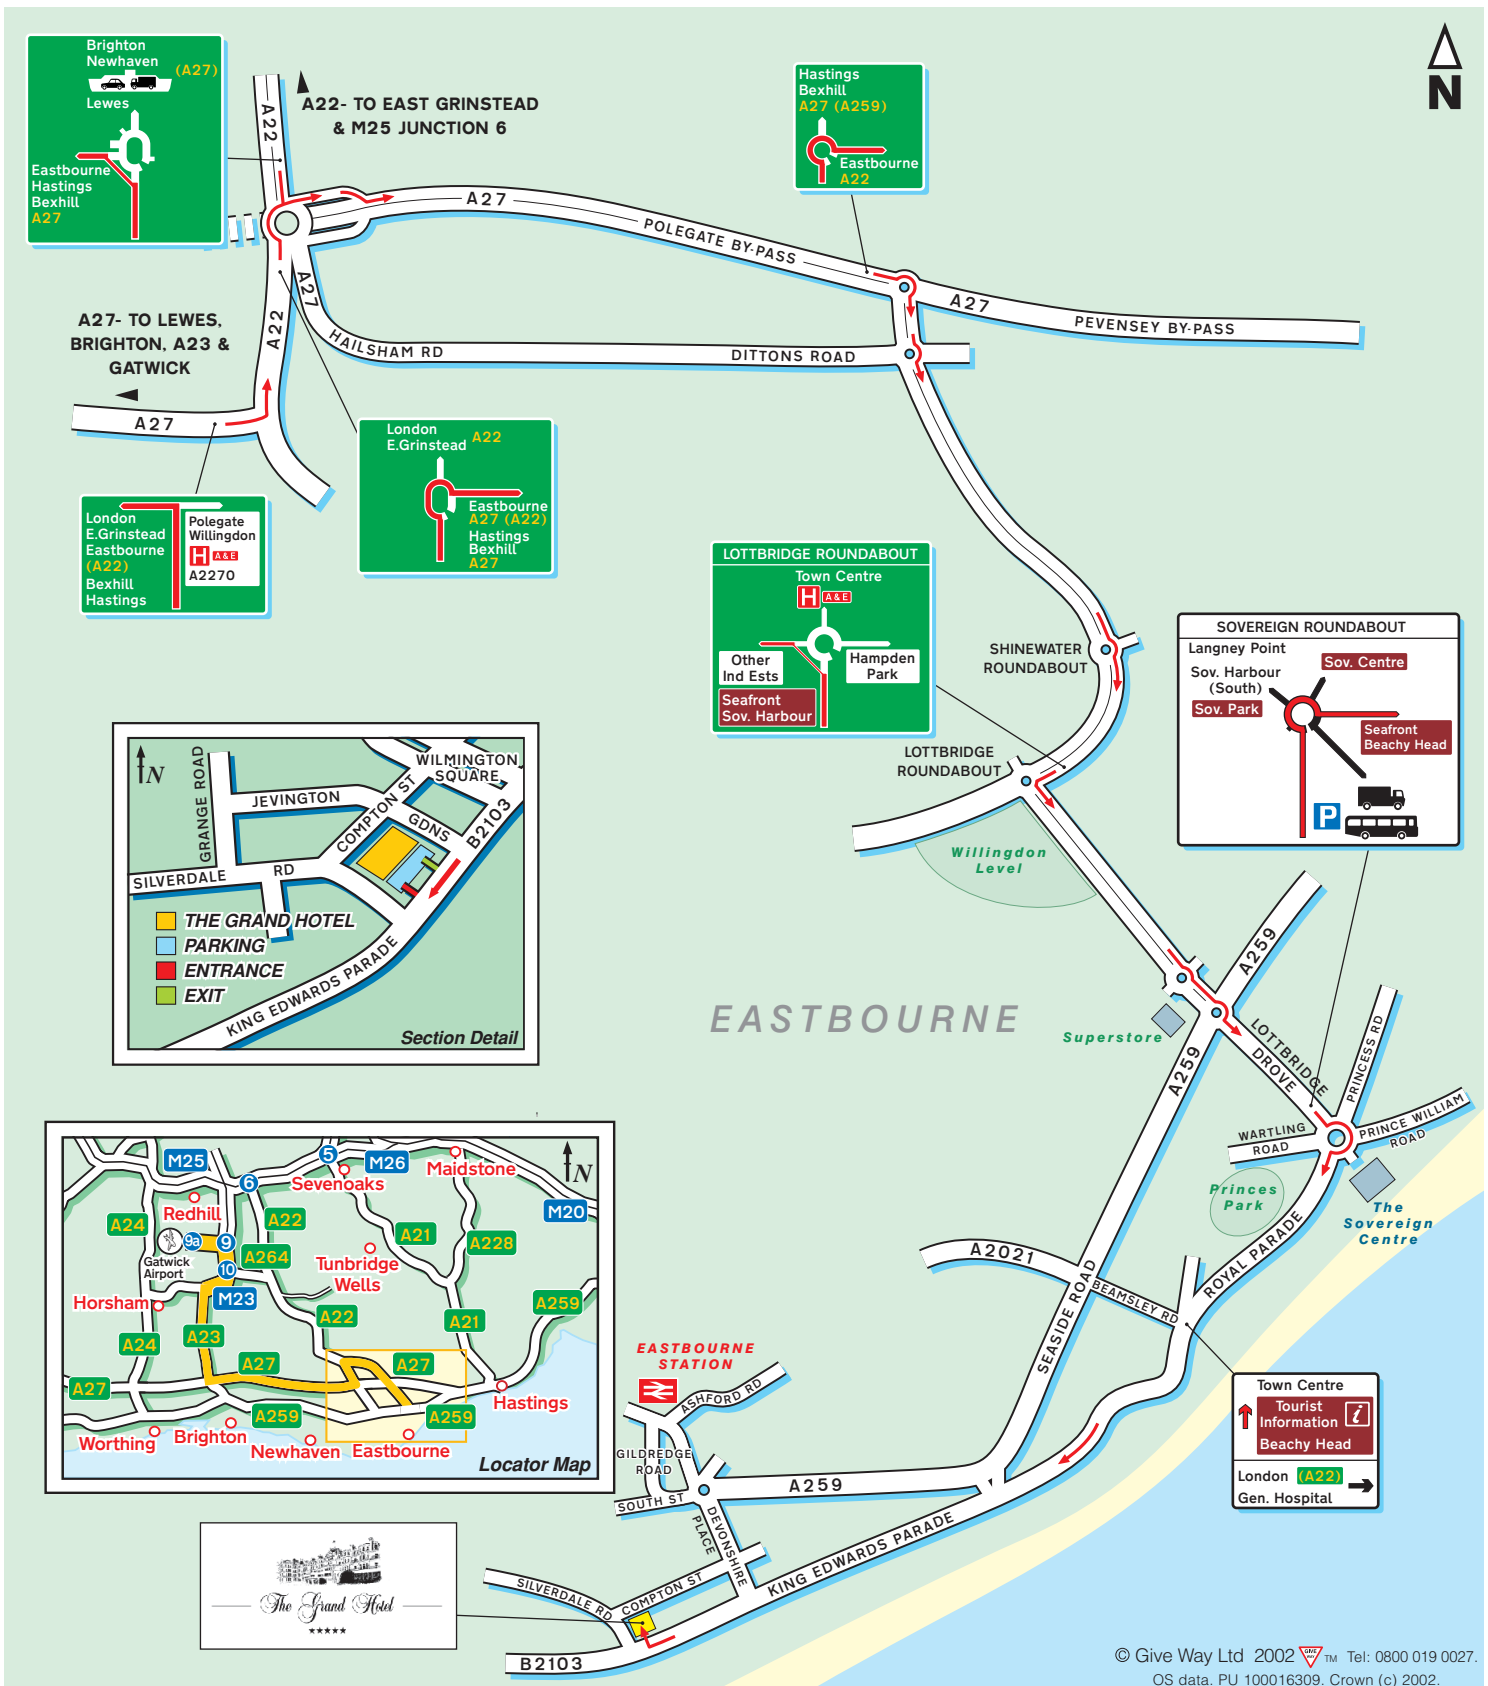 Brighton
Newhaven
(A27)
Lewes
Eastbourne
Hastings
Bexhill
A27
A22
A22- TO EAST GRINSTEAD
& M25 JUNCTION 6
Hastings
Bexhill
A27 (A259)
Eastbourne
A22
N
A27
POLEGATE BY-PASS
A27
PEVENSEY BY-PASS
A27
A22
HAILSHAM RD
DITTONS ROAD
A27- TO LEWES,
BRIGHTON, A23 &
GATWICK
A27
London
E.Grinstead
A22
Eastbourne
A27 (A22)
Hastings
Bexhill
A27
London
E.Grinstead
Eastbourne
(A22)
Bexhill
Hastings
Polegate
Willingdon
H A & E
A2270
LOTTBRIDGE ROUNDABOUT
Town Centre
H A & E
Other
Ind Ests
Hampden
Park
Seafront
Sov. Harbour
SHINEWATER
ROUNDABOUT
LOTTBRIDGE
ROUNDABOUT
SOVEREIGN ROUNDABOUT
Langney Point
Sov. Centre
Sov. Harbour
(South)
Sov. Park
Seafront
Beachy Head
P
Willingdon
Level
WILMINGTON
SQUARE
N
GRANGE ROAD
JEVINGTON
GDNS
COMPTON ST
B2103
SILVERDALE
RD
THE GRAND HOTEL
PARKING
ENTRANCE
EXIT
KING EDWARDS PARADE
Section Detail
EASTBOURNE
Superstore
A259
A259
LOTTBRIDGE
DROVE
PRINCESS RD
WARTLING
ROAD
PRINCE WILLIAM
ROAD
Princes
Park
The
Sovereign
Centre
ROYAL PARADE
A2021
BEAMSLEY RD
SEASIDE ROAD
M25
5
M26
Maidstone
N
6
Sevenoaks
M20
Redhill
A24
A22
A21
A228
9a
9
A264
Gatwick
Airport
10
Tunbridge
Wells
M23
Horsham
A22
A21
A259
A24
A23
A27
A27
A27
Hastings
A259
A259
Worthing
Brighton
Newhaven
Eastbourne
Locator Map
EASTBOURNE
STATION
ASHFORD RD
GILDREDGE
ROAD
SOUTH ST
A259
DEVONSHIRE
PLACE
Town Centre
Tourist
Information
i
Beachy Head
London (A22)
Gen. Hospital
KING EDWARDS PARADE
SILVERDALE RD
COMPTON ST
The Grand Hotel
★★★★★
B2103
© Give Way Ltd 2002 GIVE WAY TM Tel: 0800 019 0027.
OS data. PU 100016309. Crown (c) 2002.